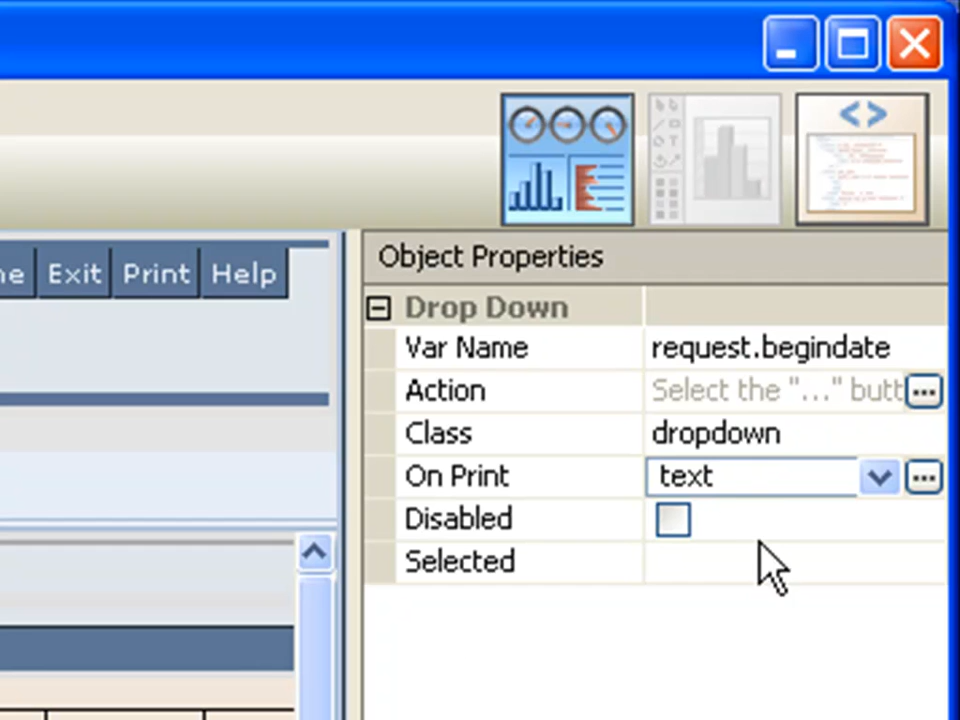 <>
ne Exit Print Help
Object Properties
Drop Down
Var Name request.begindate
Action Select the "..." butt ...
Class dropdown
On Print text ...
Disabled
Selected